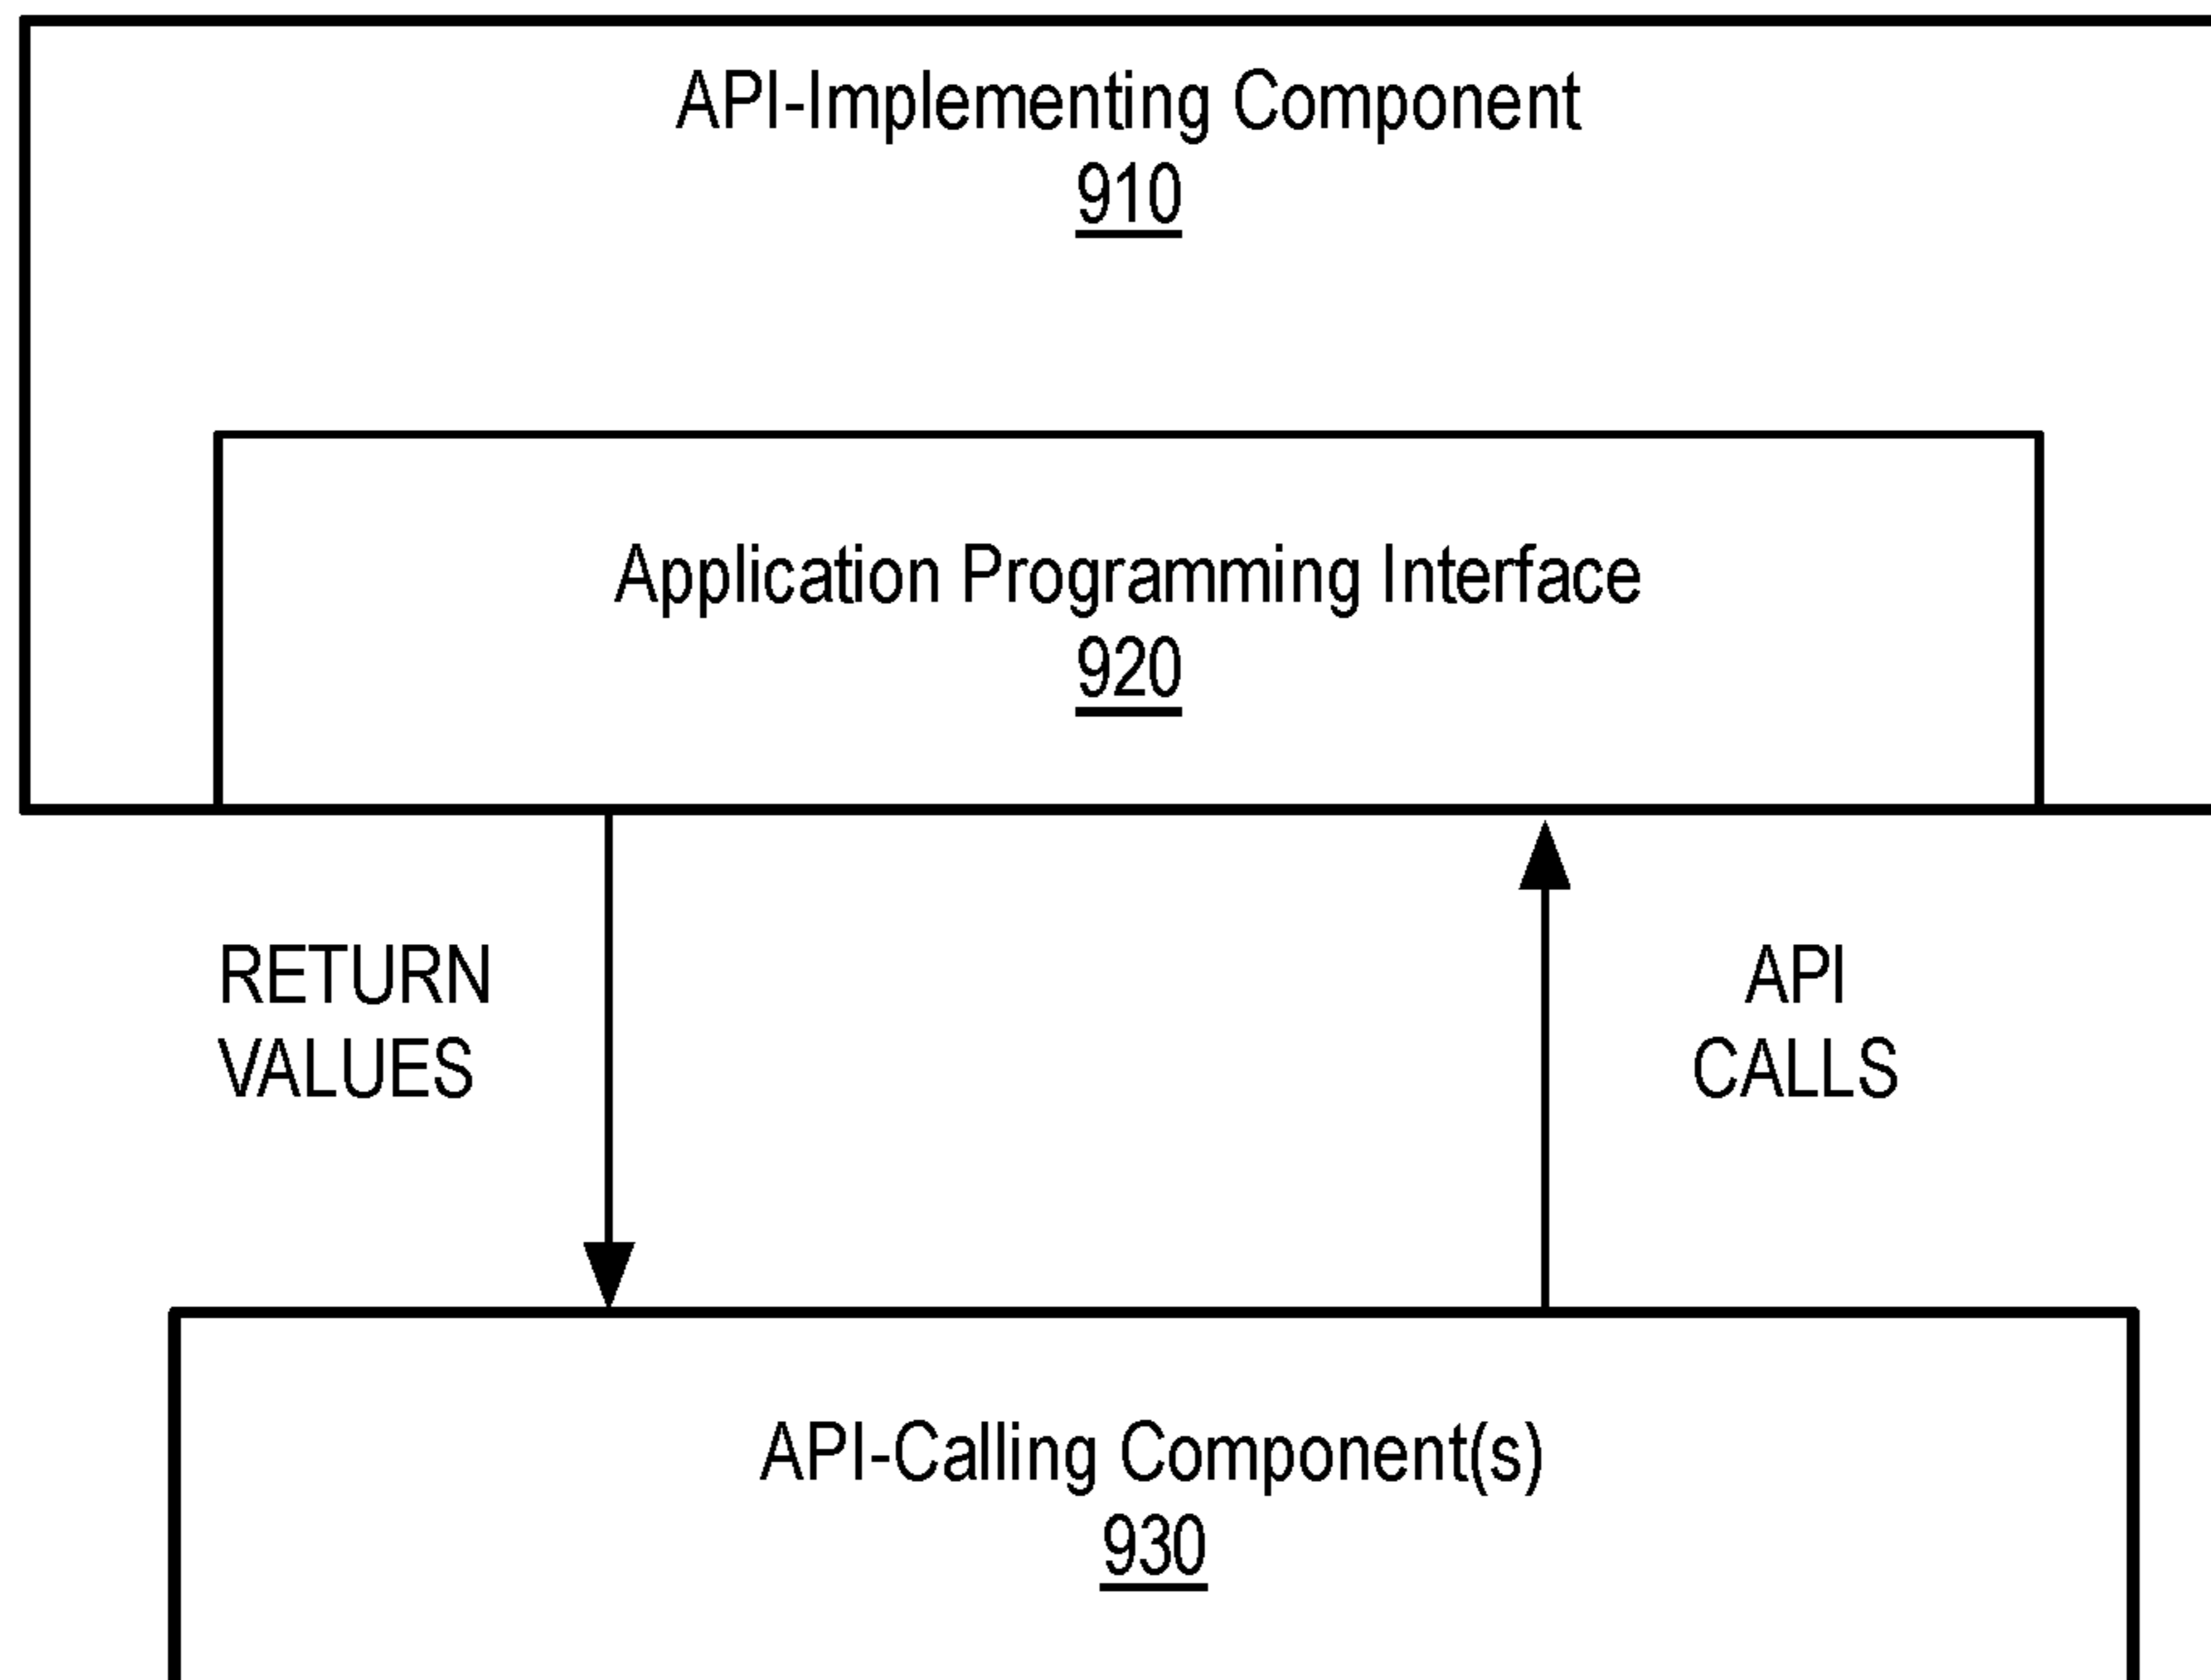 API-Implementing Component
910
Application Programming Interface
920
RETURN
VALUES
API
CALLS
API-Calling Component(s)
930